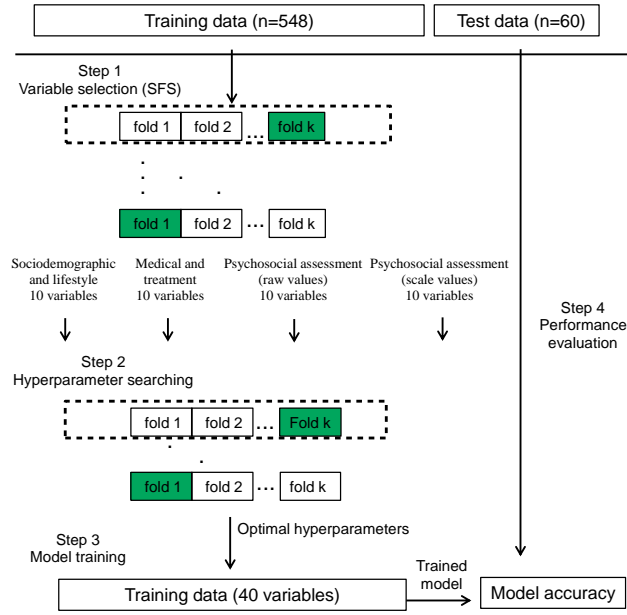 Training data (n=548)
Test data (n=60)
Step 1
Variable selection (SFS)
fold 1 fold 2 ... fold k
fold 1 fold 2 ... fold k
Sociodemographic
and lifestyle
10 variables
Medical and
treatment
10 variables
Psychosocial assessment
(raw values)
10 variables
Psychosocial assessment
(scale values)
10 variables
Step 4
Performance
evaluation
Step 2
Hyperparameter searching
fold 1 fold 2 ... Fold k
fold 1 fold 2 ... fold k
Optimal hyperparameters
Step 3
Model training
Training data (40 variables)
Trained
model
Model accuracy